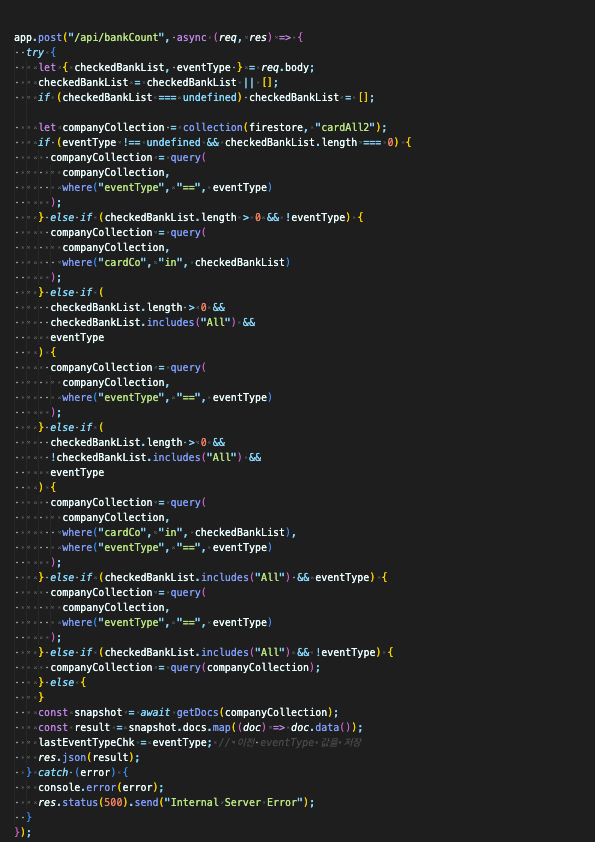 app.post("/api/bankCount", async (req, res) => {
  try {
    let { checkedBankList, eventType } = req.body;
    checkedBankList = checkedBankList || [];
    if (checkedBankList === undefined) checkedBankList = [];

    let companyCollection = collection(firestore, "cardAll2");
    if (eventType !== undefined && checkedBankList.length === 0) {
      companyCollection = query(
        companyCollection,
        where("eventType", "==", eventType)
      );
    } else if (checkedBankList.length > 0 && !eventType) {
      companyCollection = query(
        companyCollection,
        where("cardCo", "in", checkedBankList)
      );
    } else if (
      checkedBankList.length > 0 &&
      checkedBankList.includes("All") &&
      eventType
    ) {
      companyCollection = query(
        companyCollection,
        where("eventType", "==", eventType)
      );
    } else if (
      checkedBankList.length > 0 &&
      !checkedBankList.includes("All") &&
      eventType
    ) {
      companyCollection = query(
        companyCollection,
        where("cardCo", "in", checkedBankList),
        where("eventType", "==", eventType)
      );
    } else if (checkedBankList.includes("All") && eventType) {
      companyCollection = query(
        companyCollection,
        where("eventType", "==", eventType)
      );
    } else if (checkedBankList.includes("All") && !eventType) {
      companyCollection = query(companyCollection);
    } else {
    }
    const snapshot = await getDocs(companyCollection);
    const result = snapshot.docs.map((doc) => doc.data());
    lastEventTypeChk = eventType; // 이전 eventType 값을 저장
    res.json(result);
  } catch (error) {
    console.error(error);
    res.status(500).send("Internal Server Error");
  }
});